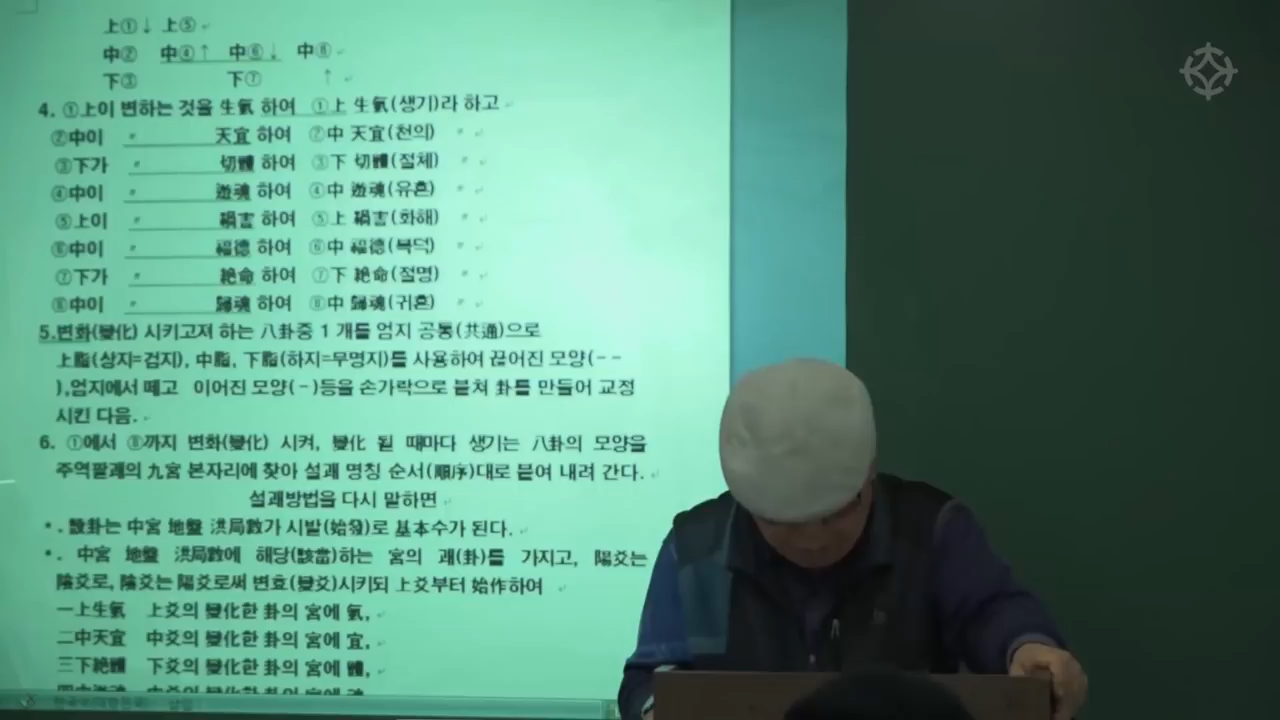 上① ↓ 上⑤
中② 中④ ↑ 中⑥ ↓ 中⑧
下③ 下⑦ ↑
4. ①上이 변하는 것을 生氣 하여 ①上 生氣(생기)라 하고
②中이 〃 天宜 하여 ②中 天宜(천의) 〃
③下가 〃 切體 하여 ③下 切體(절체) 〃
④中이 〃 遊魂 하여 ④中 遊魂(유혼) 〃
⑤上이 〃 禍害 하여 ⑤上 禍害(화해) 〃
⑥中이 〃 福德 하여 ⑥中 福德(복덕) 〃
⑦下가 〃 絶命 하여 ⑦下 絶命(절명) 〃
⑧中이 〃 歸魂 하여 ⑧中 歸魂(귀혼) 〃
5.변화(變化) 시키고져 하는 八卦중 1 개를 엄지 공통(共通)으로
上指(상지=검지), 中指, 下指(하지=무명지)를 사용하여 끊어진 모양(--
),엄지에서 떼고 이어진 모양(-)등을 손가락으로 붙쳐 卦를 만들어 교정
시킨 다음.
6. ①에서 ⑧까지 변화(變化) 시켜, 變化 될 때마다 생기는 八卦의 모양을
주역팔괘의 九宮 본자리에 찾아 설괘 명칭 순서(順序)대로 붙여 내려 간다.
설괘방법을 다시 말하면
*. 設卦는 中宮 地盤 洪局數가 시발(始發)로 基本수가 된다.
*. 中宮 地盤 洪局數에 해당(該當)하는 宮의 괘(卦)를 가지고, 陽爻는
陰爻로, 陰爻는 陽爻로써 변효(變爻)시키되 上爻부터 始作하여
一上生氣 上爻의 變化한 卦의 宮에 氣,
二中天宜 中爻의 變化한 卦의 宮에 宜,
三下絶體 下爻의 變化한 卦의 宮에 體,
四中遊魂 中爻의 變化한 卦의 宮에 魂